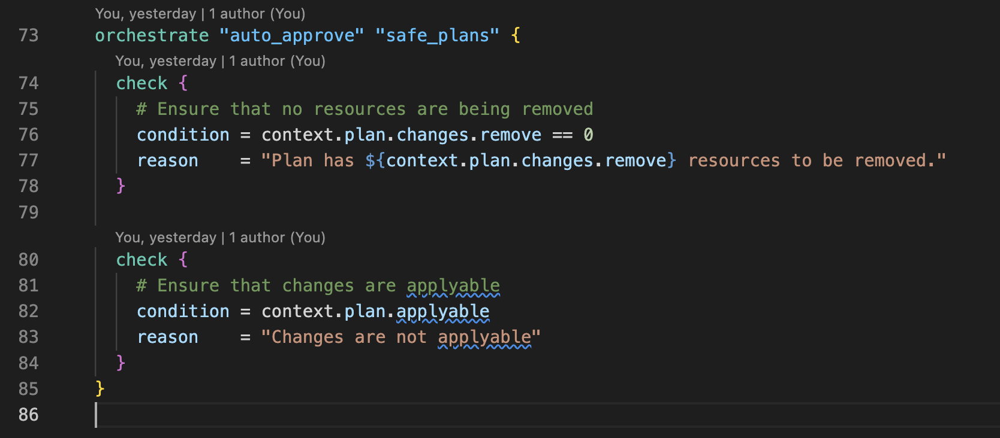 You, yesterday | 1 author (You)
73 orchestrate "auto_approve" "safe_plans" {
You, yesterday | 1 author (You)
74 check {
75 # Ensure that no resources are being removed
76 condition = context.plan.changes.remove == 0
77 reason    = "Plan has ${context.plan.changes.remove} resources to be removed."
78 }
79
You, yesterday | 1 author (You)
80 check {
81 # Ensure that changes are applyable
82 condition = context.plan.applyable
83 reason    = "Changes are not applyable"
84 }
85 }
86